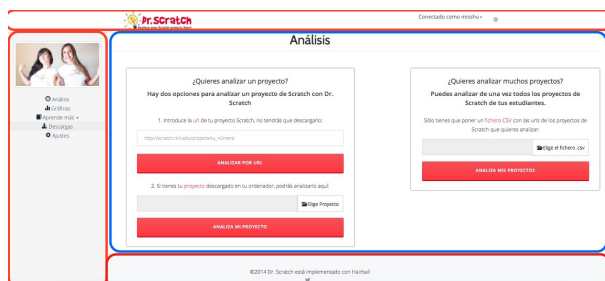 Dr.Scratch
Conectado como misshu
Análisis
Análisis
Gráficas
Aprende más
Descargas
Ajustes
¿Quieres analizar un proyecto?
Hay dos opciones para analizar un proyecto de Scratch con Dr.
Scratch
1. Introduce la url de tu proyecto Scratch, no tendrás que descargarlo:
http://scratch.mit.edu/projects/tu_número/
ANALIZAR POR URL
2. Si tienes tu proyecto descargado en tu ordenador, podrás analizarlo aquí:
Elige Proyecto
ANALIZA MI PROYECTO
¿Quieres analizar muchos proyectos?
Puedes analizar de una vez todos los proyectos de
Scratch de tus estudiantes.
Sólo tienes que poner un fichero CSV con las urls de los proyectos de
Scratch que quieres analizar:
Elige el fichero .csv
ANALIZA MIS PROYECTOS
©2014 Dr. Scratch está implementado con Hairball